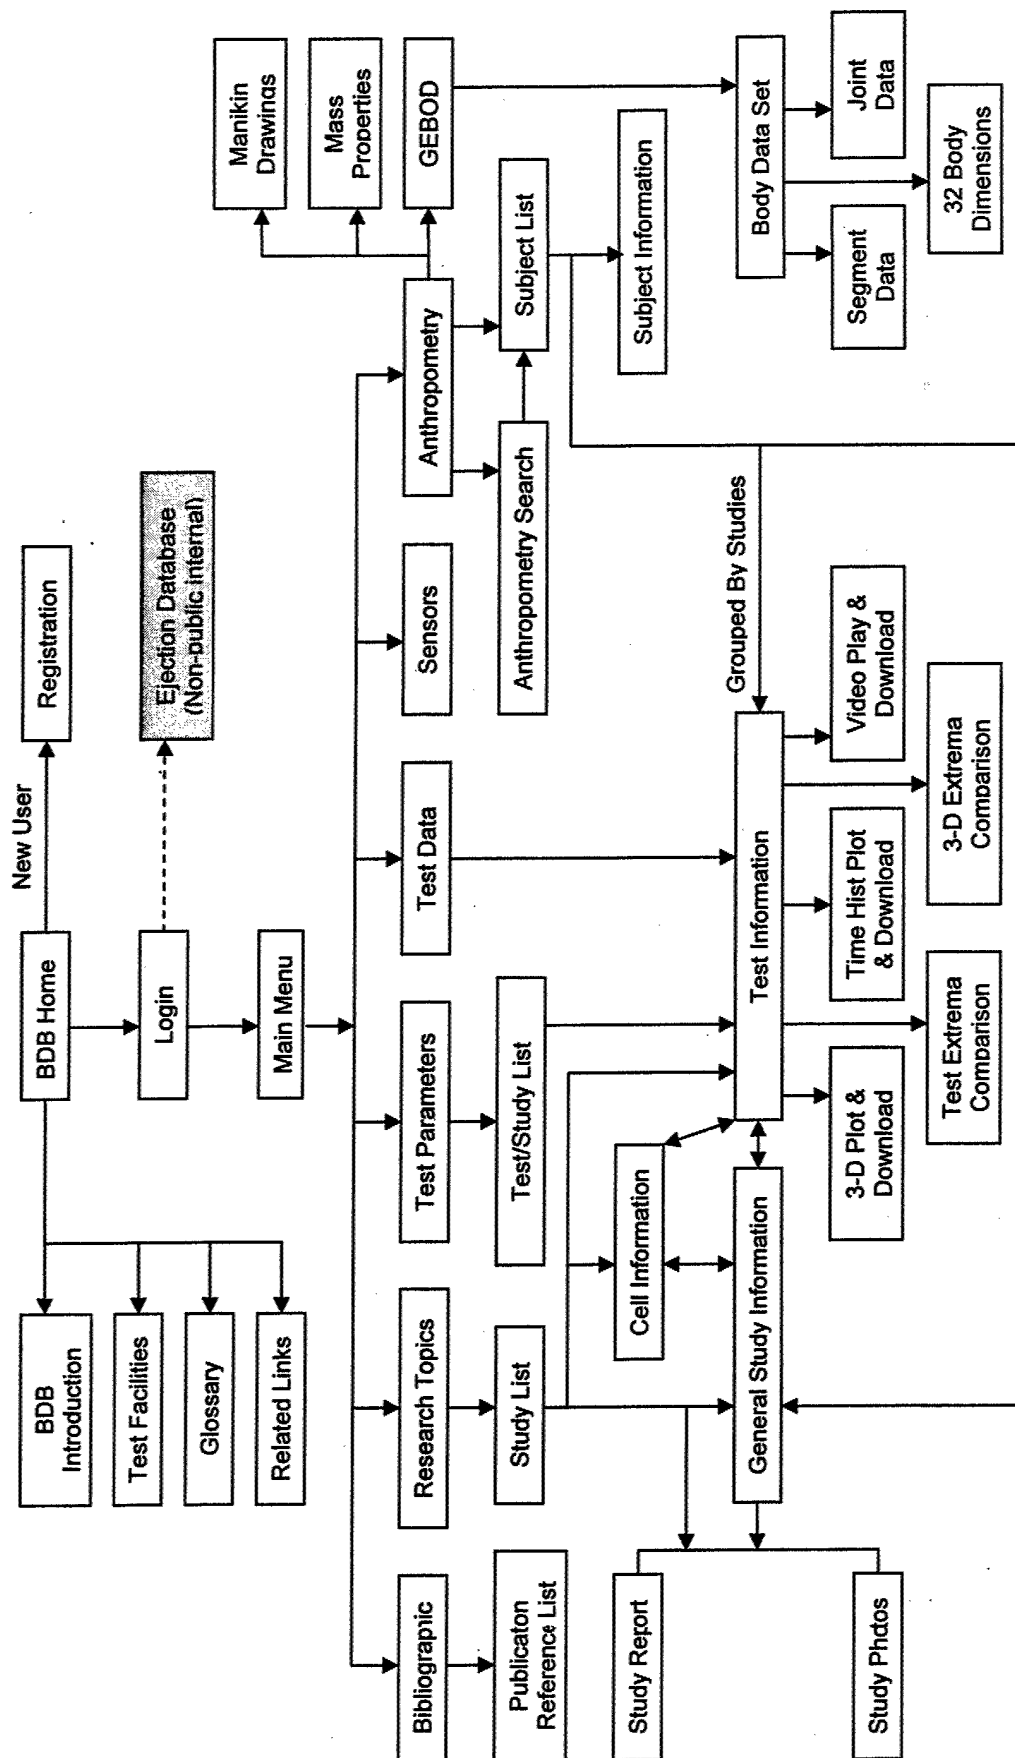 New User
BDB Home
Registration
BDB
Introduction
Test Facilities
Glossary
Related Links
Login
Ejection Database
(Non-public internal)
Main Menu
Bibliographic
Research Topics
Test Parameters
Test Data
Sensors
Anthropometry
Manikin
Drawings
Mass
Properties
GEBOD
Publicaton
Reference List
Study List
Test/Study List
Anthropometry Search
Subject List
Subject Information
Cell Information
Grouped By Studies
General Study Information
Test Information
Body Data Set
Study Report
Study Photos
3-D Plot &
Download
Time Hist Plot
& Download
Video Play &
Download
Test Extrema
Comparison
3-D Extrema
Comparison
Segment
Data
Joint
Data
32 Body
Dimensions